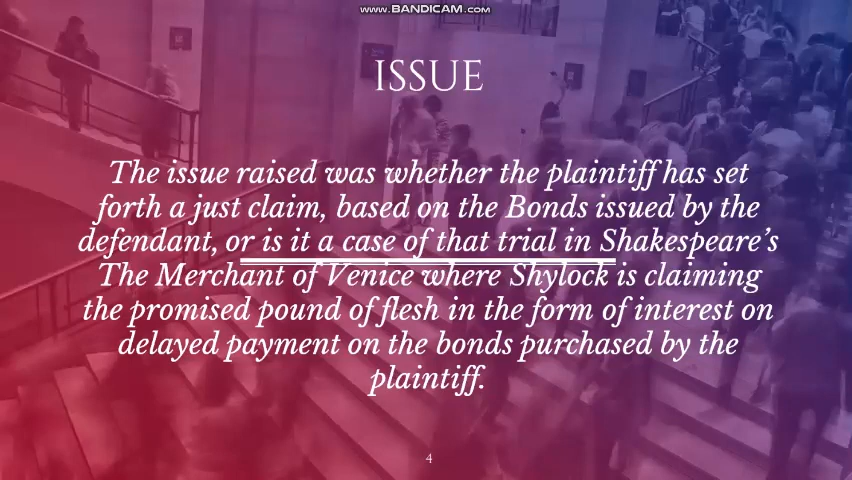 www.BANDICAM.com
ISSUE
The issue raised was whether the plaintiff has set
forth a just claim, based on the Bonds issued by the
defendant, or is it a case of that trial in Shakespeare’s
The Merchant of Venice where Shylock is claiming
the promised pound of flesh in the form of interest on
delayed payment on the bonds purchased by the
plaintiff.
4